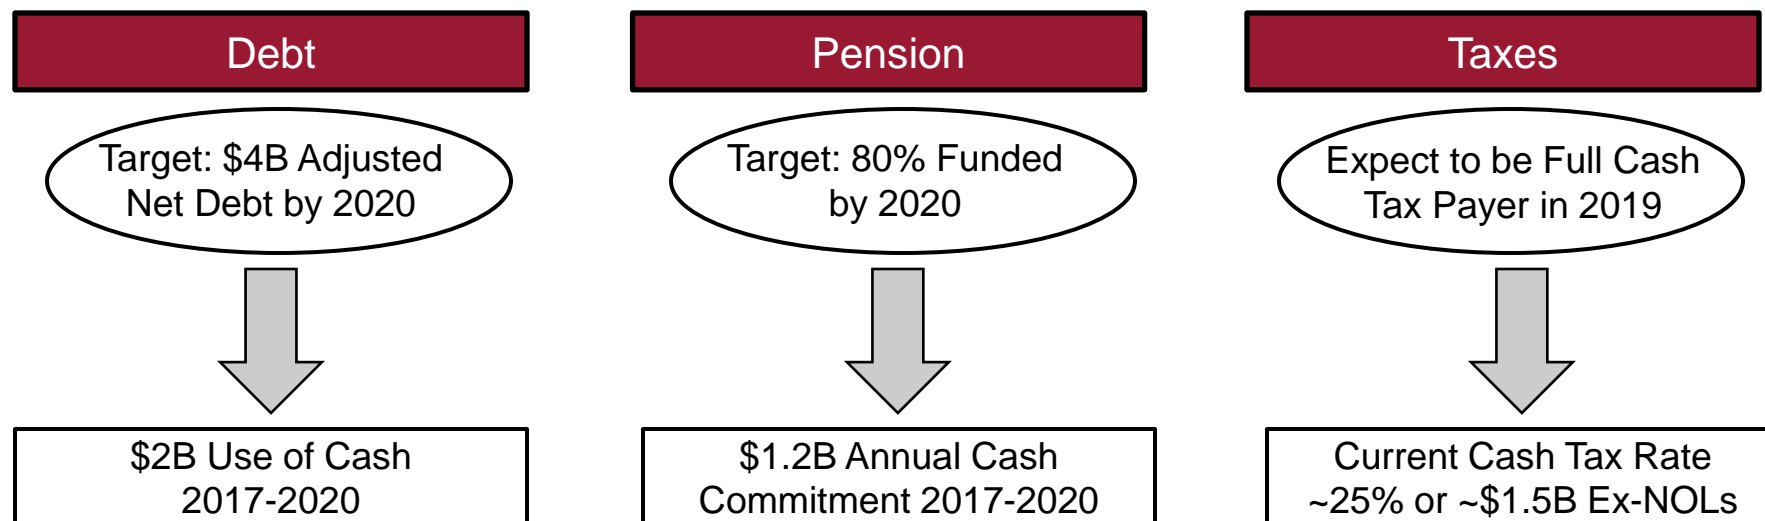 Debt
Target: $4B Adjusted
Net Debt by 2020
$2B Use of Cash
2017-2020
Pension
Target: 80% Funded
by 2020
$1.2B Annual Cash
Commitment 2017-2020
Taxes
Expect to be Full Cash
Tax Payer in 2019
Current Cash Tax Rate
~25% or ~$1.5B Ex-NOLs